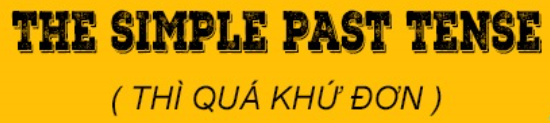 THE SIMPLE PAST TENSE
( THÌ QUÁ KHỨ ĐƠN )